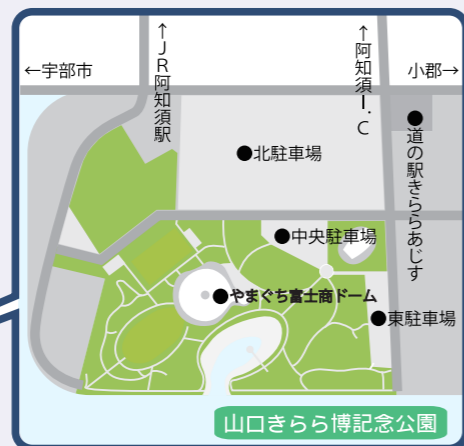 ←宇部市
↑JR阿知須駅
↑阿知須I.C
小郡→
●道の駅きららあじす
●北駐車場
●中央駐車場
●やまぐち富士商ドーム
●東駐車場
山口きらら博記念公園